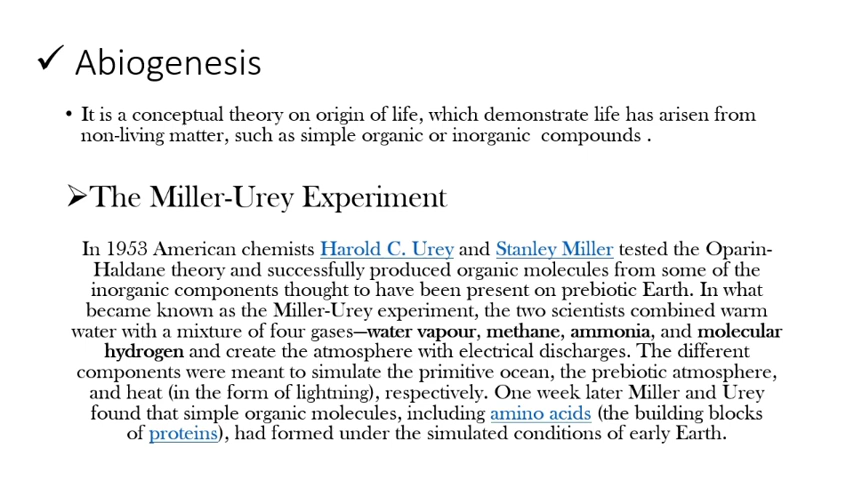 ✓ Abiogenesis
• It is a conceptual theory on origin of life, which demonstrate life has arisen from
non-living matter, such as simple organic or inorganic compounds .
➢The Miller-Urey Experiment
In 1953 American chemists Harold C. Urey and Stanley Miller tested the Oparin-
Haldane theory and successfully produced organic molecules from some of the
inorganic components thought to have been present on prebiotic Earth. In what
became known as the Miller-Urey experiment, the two scientists combined warm
water with a mixture of four gases—water vapour, methane, ammonia, and molecular
hydrogen and create the atmosphere with electrical discharges. The different
components were meant to simulate the primitive ocean, the prebiotic atmosphere,
and heat (in the form of lightning), respectively. One week later Miller and Urey
found that simple organic molecules, including amino acids (the building blocks
of proteins), had formed under the simulated conditions of early Earth.